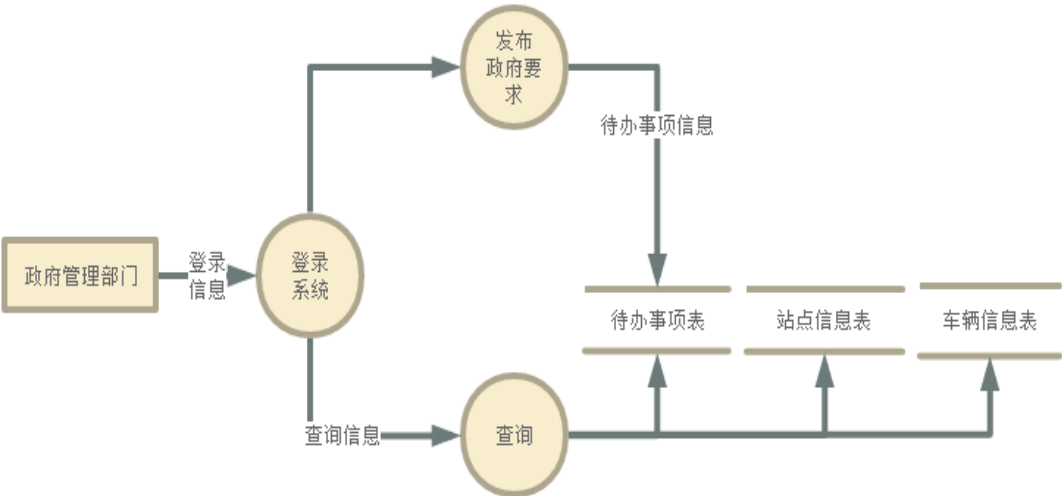 发布
政府要
求
待办事项信息
政府管理部门
登录
信息
登录
系统
待办事项表
站点信息表
车辆信息表
查询信息
查询